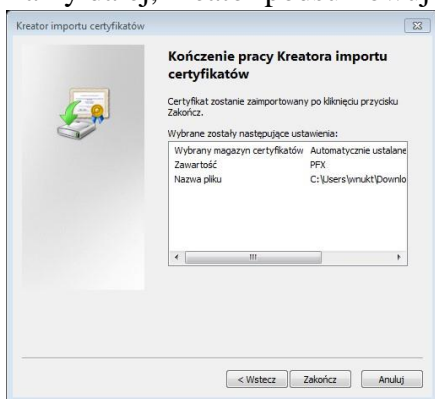 Kreator importu certyfikatów
Kończenie pracy Kreatora importu
certyfikatów
Certyfikat zostanie zaimportowany po kliknięciu przycisku
Zakończ.
Wybrane zostały następujące ustawienia:
Wybrany magazyn certyfikatów Automatycznie ustalane
Zawartość PFX
Nazwa pliku C:\Users\wnukt\Downlo
< Wstecz Zakończ Anuluj